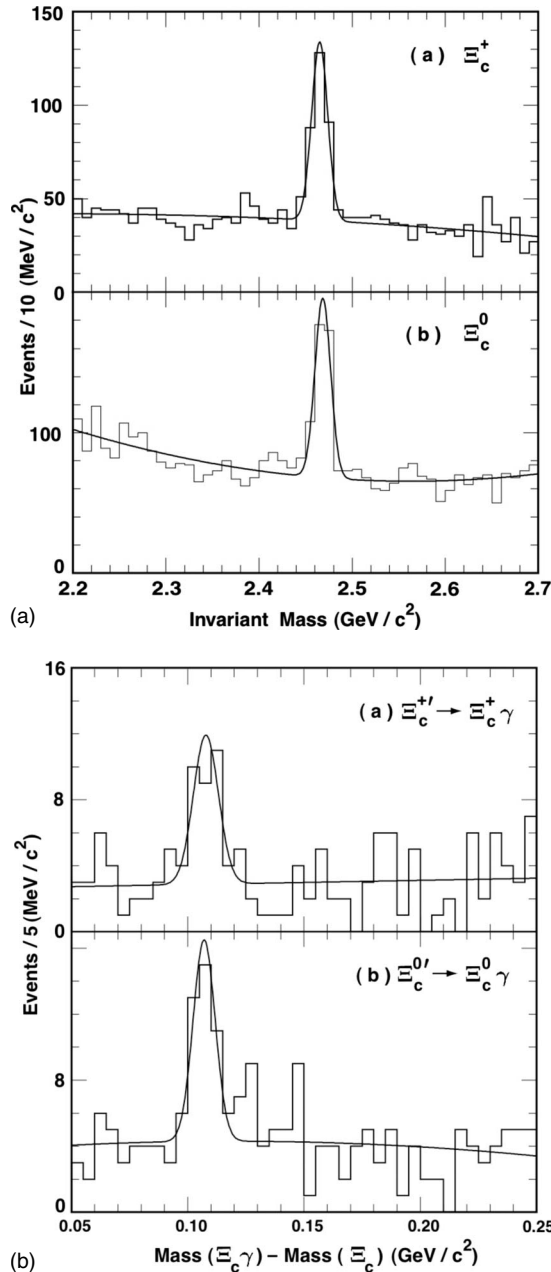 150
(a) Ξc+
100
50
0
Events / 10 (MeV / c²)
(b) Ξc0
100
0
2.2 2.3 2.4 2.5 2.6 2.7
(a) Invariant Mass (GeV / c²)
16
(a) Ξc+′ → Ξc+ γ
8
0
Events / 5 (MeV / c²)
(b) Ξc0′ → Ξc0 γ
8
0
0.05 0.10 0.15 0.20 0.25
(b) Mass (Ξc γ) – Mass (Ξc) (GeV / c²)